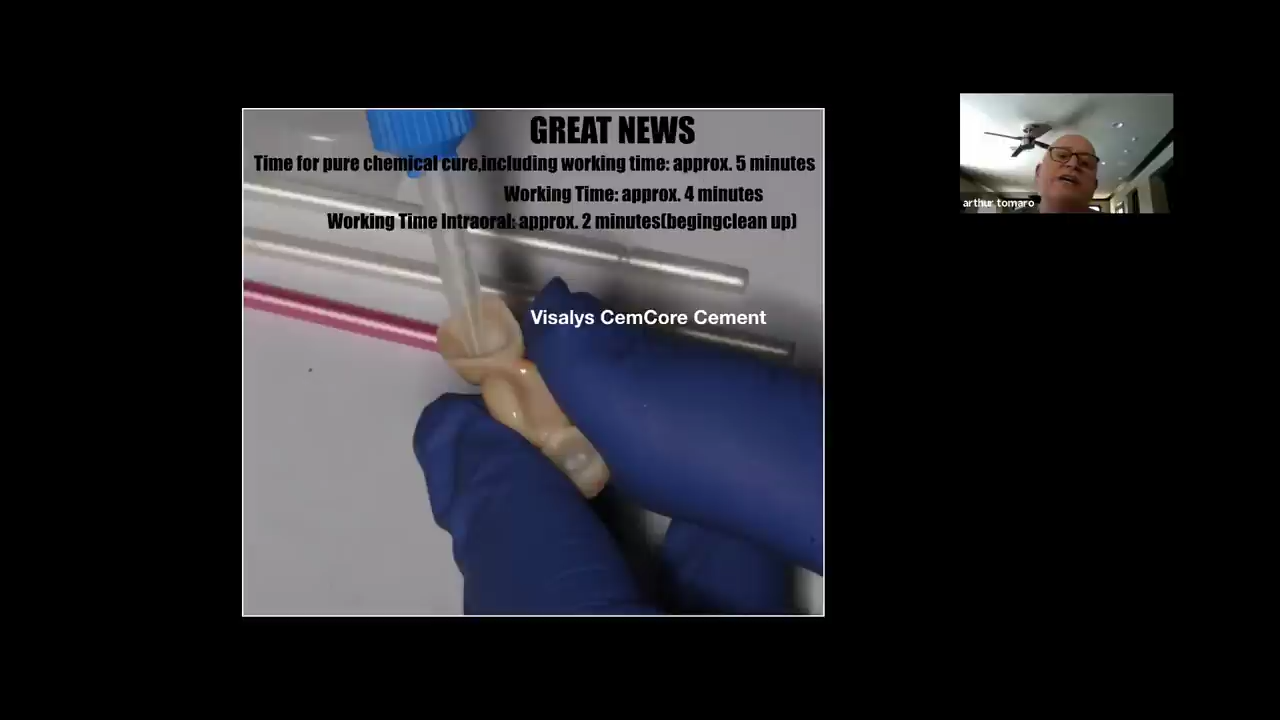 GREAT NEWS
Time for pure chemical cure,including working time: approx. 5 minutes
Working Time: approx. 4 minutes
Working Time Intraoral: approx. 2 minutes(begingclean up)
Visalys CemCore Cement
arthur tomaro